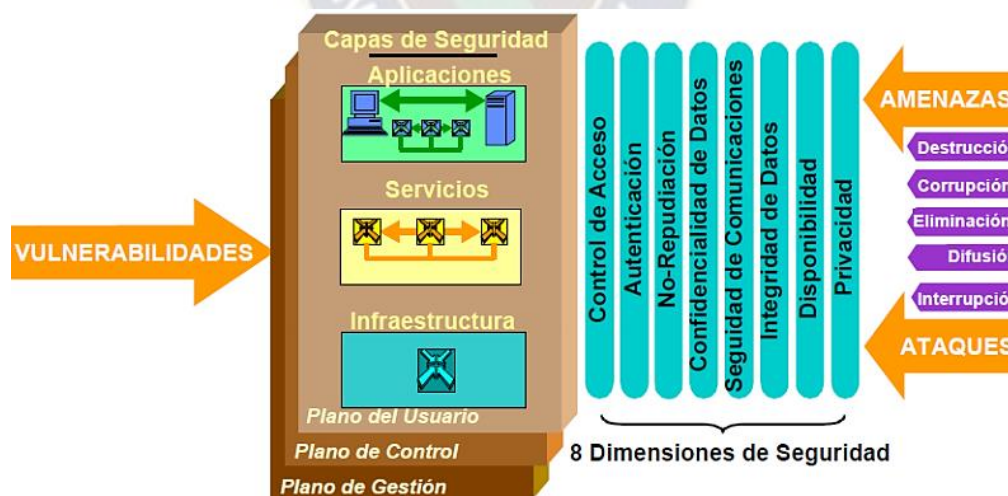 Capas de Seguridad
Aplicaciones
Servicios
Infraestructura
Plano del Usuario
Plano de Control
Plano de Gestión
VULNERABILIDADES
Control de Acceso
Autenticación
No-Repudiación
Confidencialidad de Datos
Seguidad de Comunicaciones
Integridad de Datos
Disponibilidad
Privacidad
8 Dimensiones de Seguridad
AMENAZAS
Destrucció
Corrupción
Eliminación
Difusió
Interrupció
ATAQUES